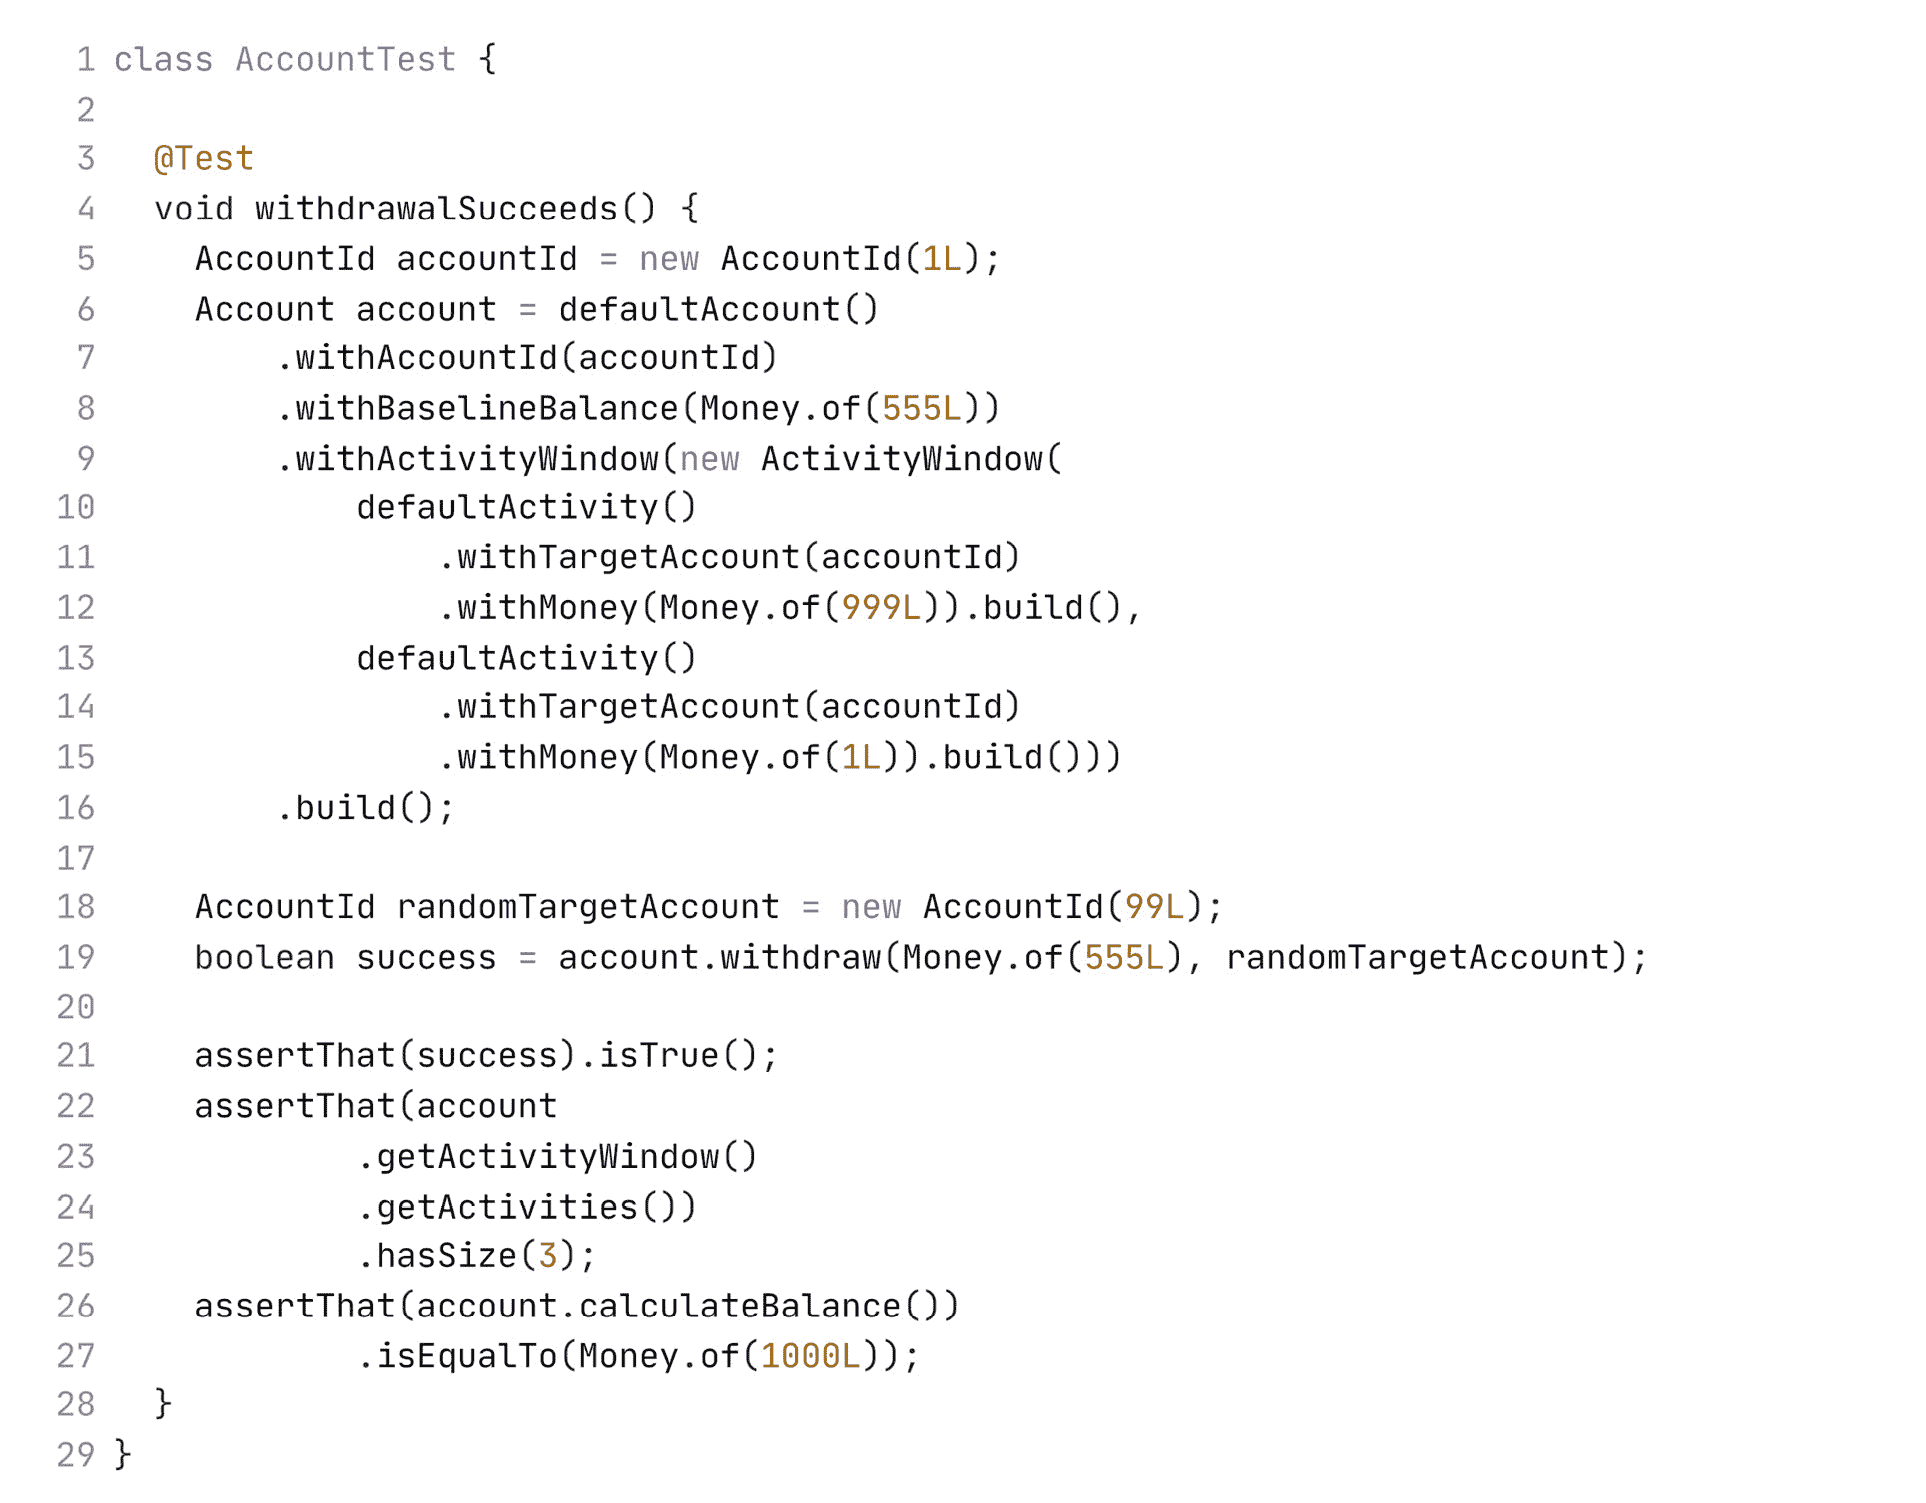 1 class AccountTest {
2
3   @Test
4   void withdrawalSucceeds() {
5     AccountId accountId = new AccountId(1L);
6     Account account = defaultAccount()
7         .withAccountId(accountId)
8         .withBaselineBalance(Money.of(555L))
9         .withActivityWindow(new ActivityWindow(
10             defaultActivity()
11                 .withTargetAccount(accountId)
12                 .withMoney(Money.of(999L)).build(),
13             defaultActivity()
14                 .withTargetAccount(accountId)
15                 .withMoney(Money.of(1L)).build()))
16         .build();
17
18     AccountId randomTargetAccount = new AccountId(99L);
19     boolean success = account.withdraw(Money.of(555L), randomTargetAccount);
20
21     assertThat(success).isTrue();
22     assertThat(account
23             .getActivityWindow()
24             .getActivities())
25             .hasSize(3);
26     assertThat(account.calculateBalance())
27             .isEqualTo(Money.of(1000L));
28   }
29 }